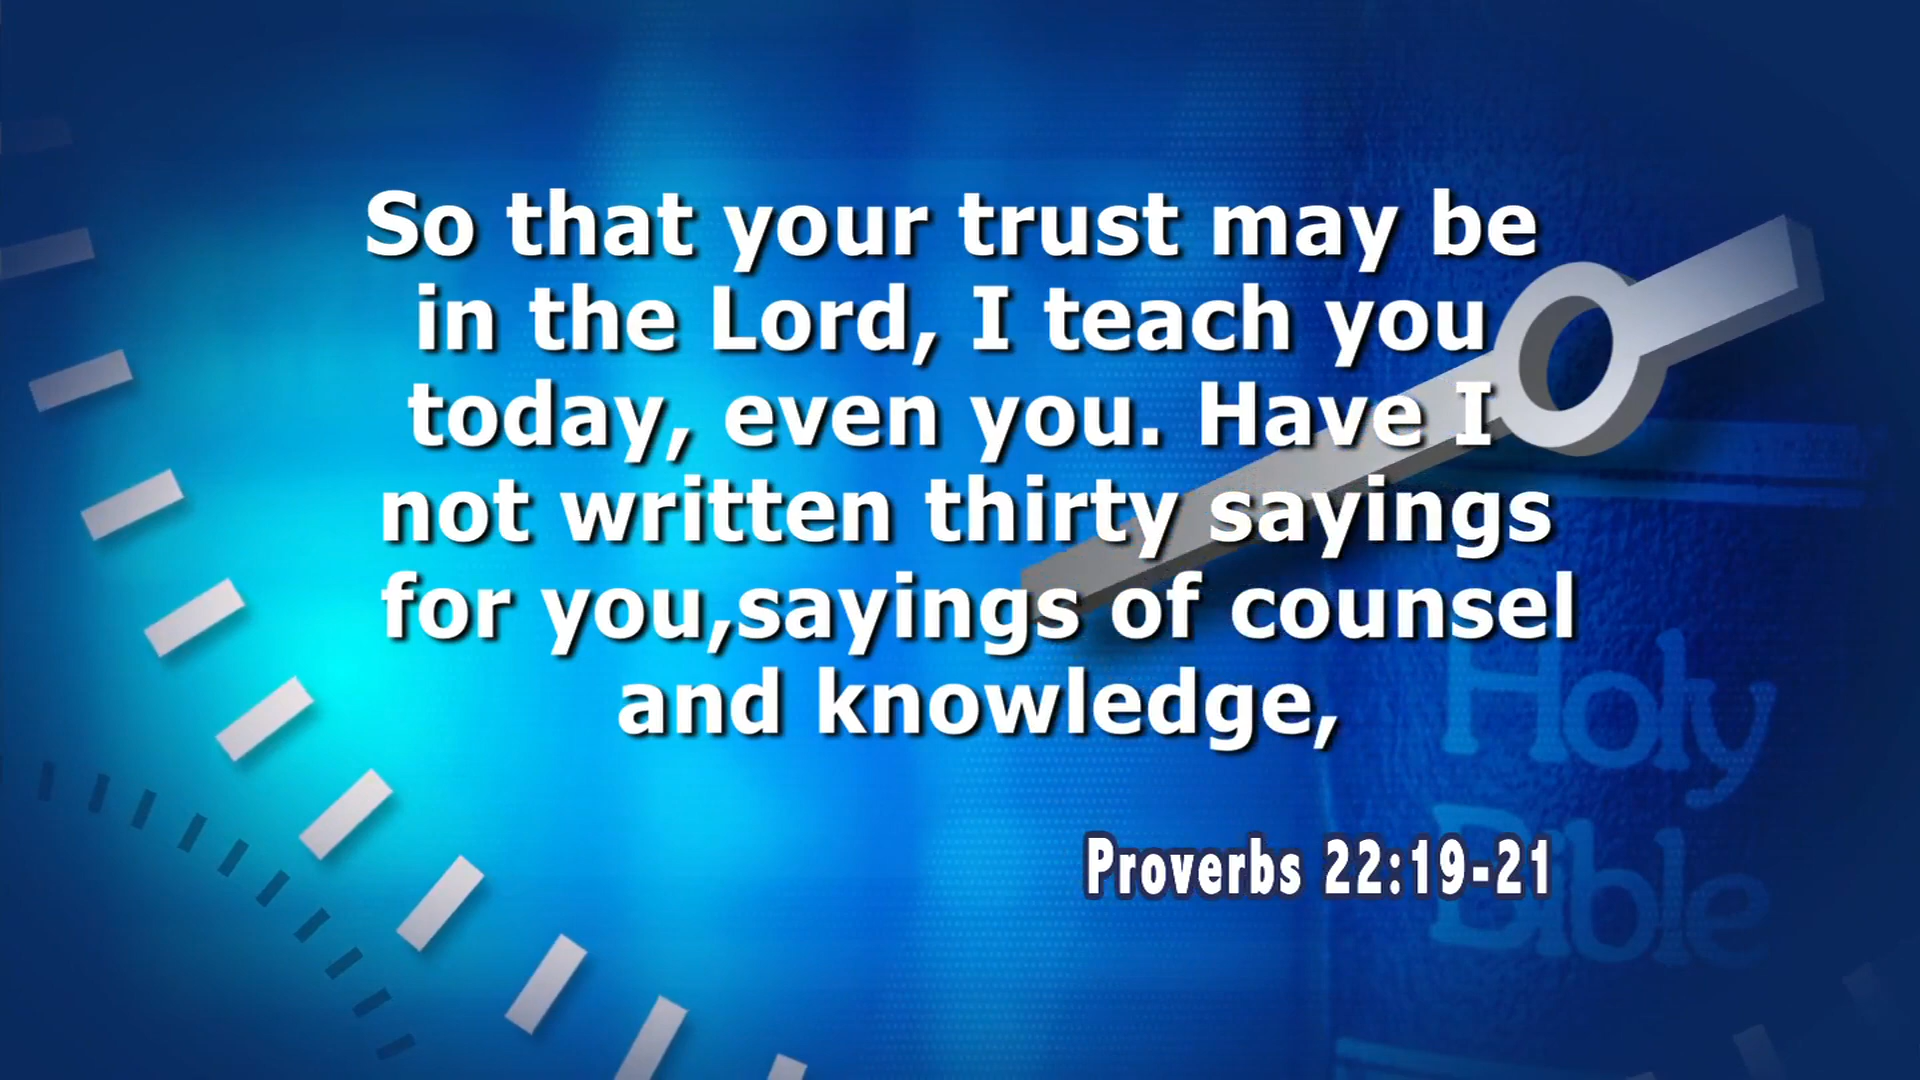 So that your trust may be
in the Lord, I teach you
today, even you. Have I
not written thirty sayings
for you,sayings of counsel
and knowledge,
Proverbs 22:19-21
Holy
Bible